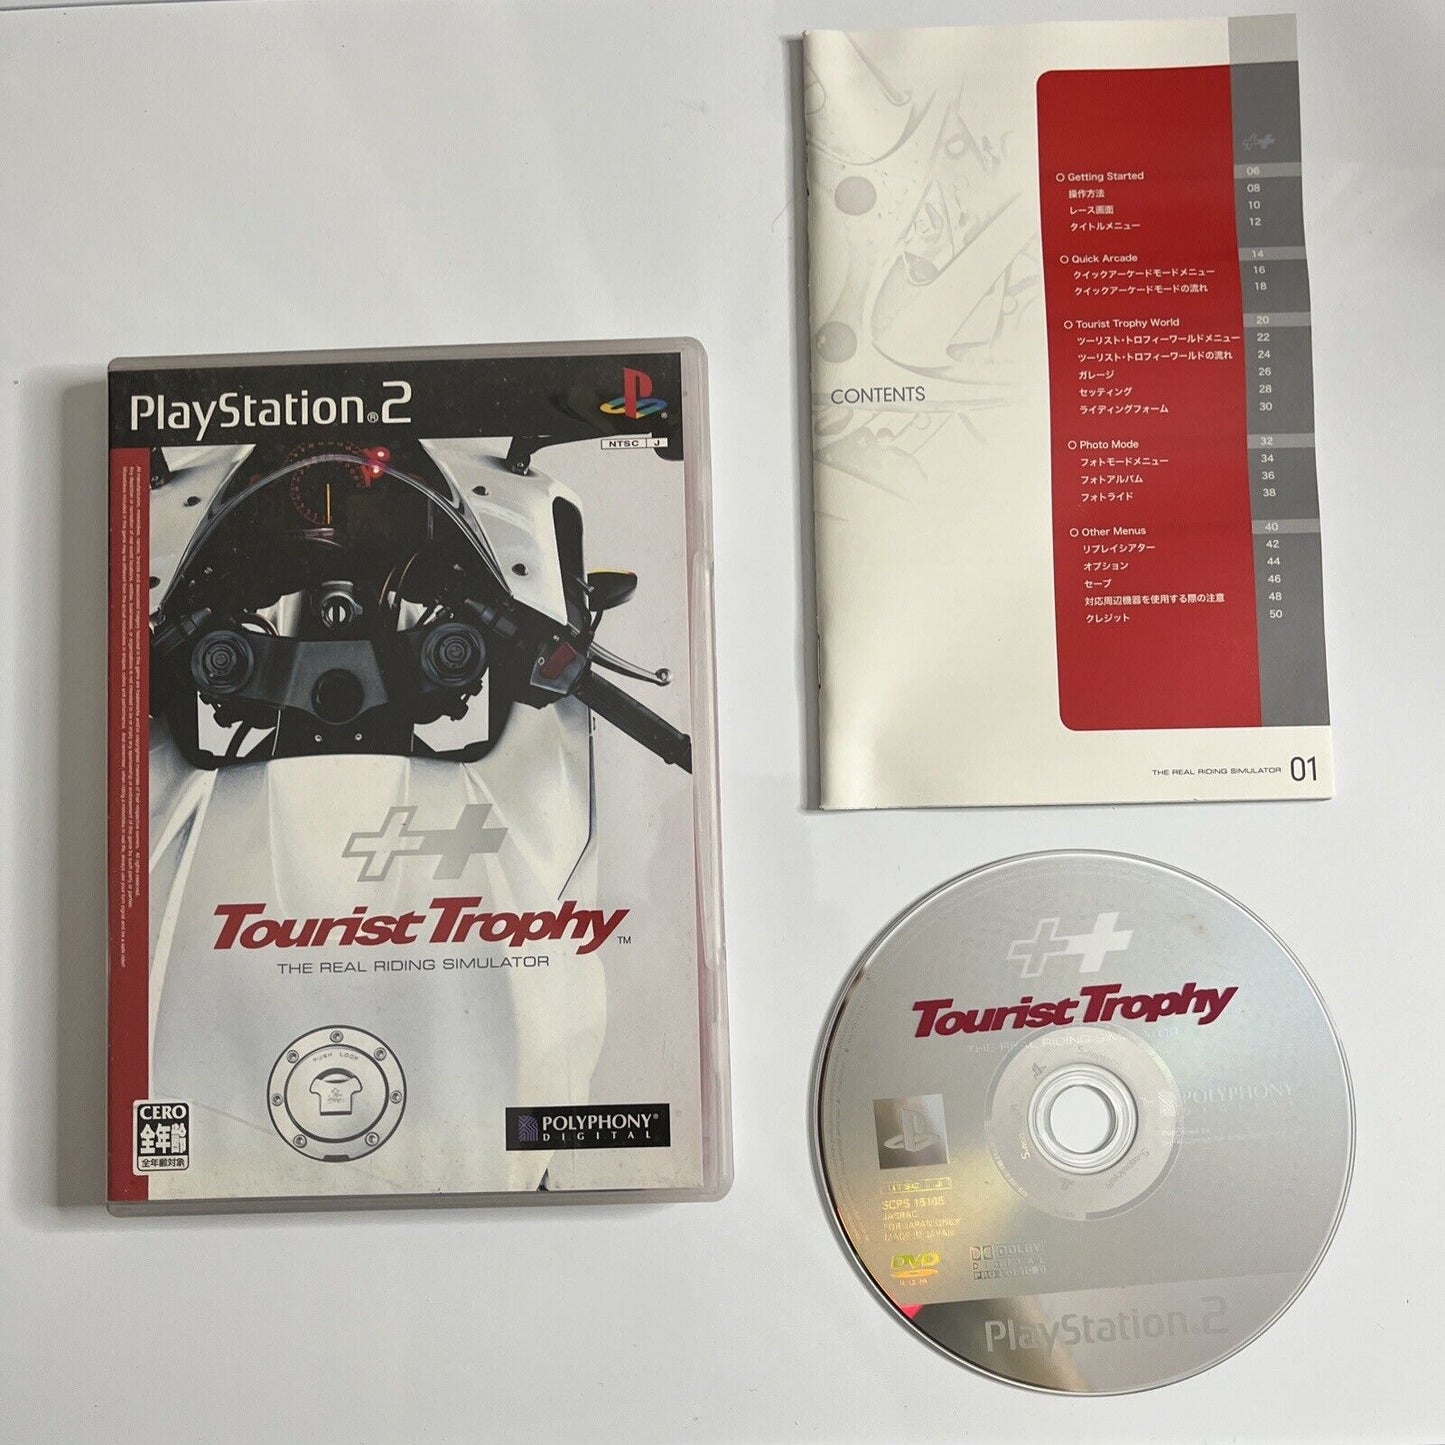 PlayStation®2
NTSC J
Tourist Trophy™
THE REAL RIDING SIMULATOR
PUSH LOCK
CERO
全年齢
全年齢対象
POLYPHONY®
DIGITAL
CONTENTS
Getting Started 06
操作方法 08
レース画面 10
タイトルメニュー 12
Quick Arcade 14
クイックアーケードモードメニュー 16
クイックアーケードモードの流れ 18
Tourist Trophy World 20
ツーリスト・トロフィーワールドメニュー 22
ツーリスト・トロフィーワールドの流れ 24
ガレージ 26
セッティング 28
ライディングフォーム 30
Photo Mode 32
フォトモードメニュー 34
フォトアルバム 36
フォトライド 38
Other Menus 40
リプレイシアター 42
オプション 44
セーブ 46
対応周辺機器を使用する際の注意 48
クレジット 50
THE REAL RIDING SIMULATOR 01
Tourist Trophy
THE REAL RIDING SIMULATOR
POLYPHONY
NTSC J
SCPS
JASRAC
FOR JAPAN ONLY
MADE IN JAPAN
DVD
DOLBY
DIGITAL
PRO LOGIC II
PlayStation®2